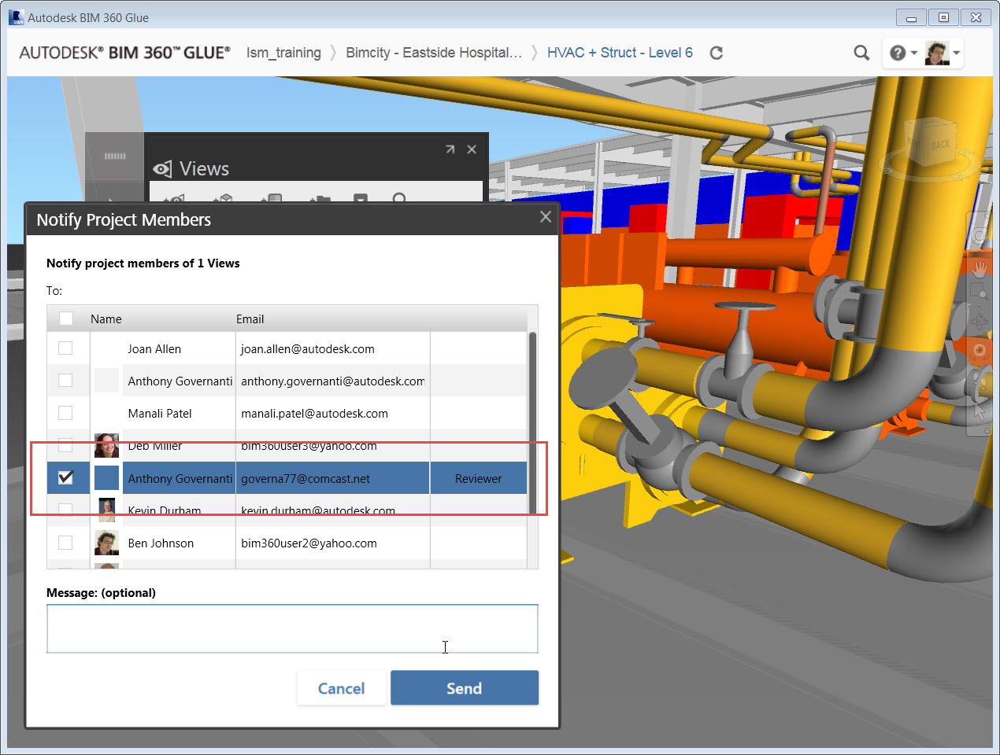 Autodesk BIM 360 Glue
AUTODESK® BIM 360™ GLUE® lsm_training Bimcity - Eastside Hospital... HVAC + Struct - Level 6
BACK
Views
Notify Project Members
Notify project members of 1 Views
To:
Name Email
Joan Allen joan.allen@autodesk.com
Anthony Governanti anthony.governanti@autodesk.com
Manali Patel manali.patel@autodesk.com
Deb Miller bim360user3@yahoo.com
Anthony Governanti governa77@comcast.net Reviewer
Kevin Durham kevin.durham@autodesk.com
Ben Johnson bim360user2@yahoo.com
Message: (optional)
Cancel Send